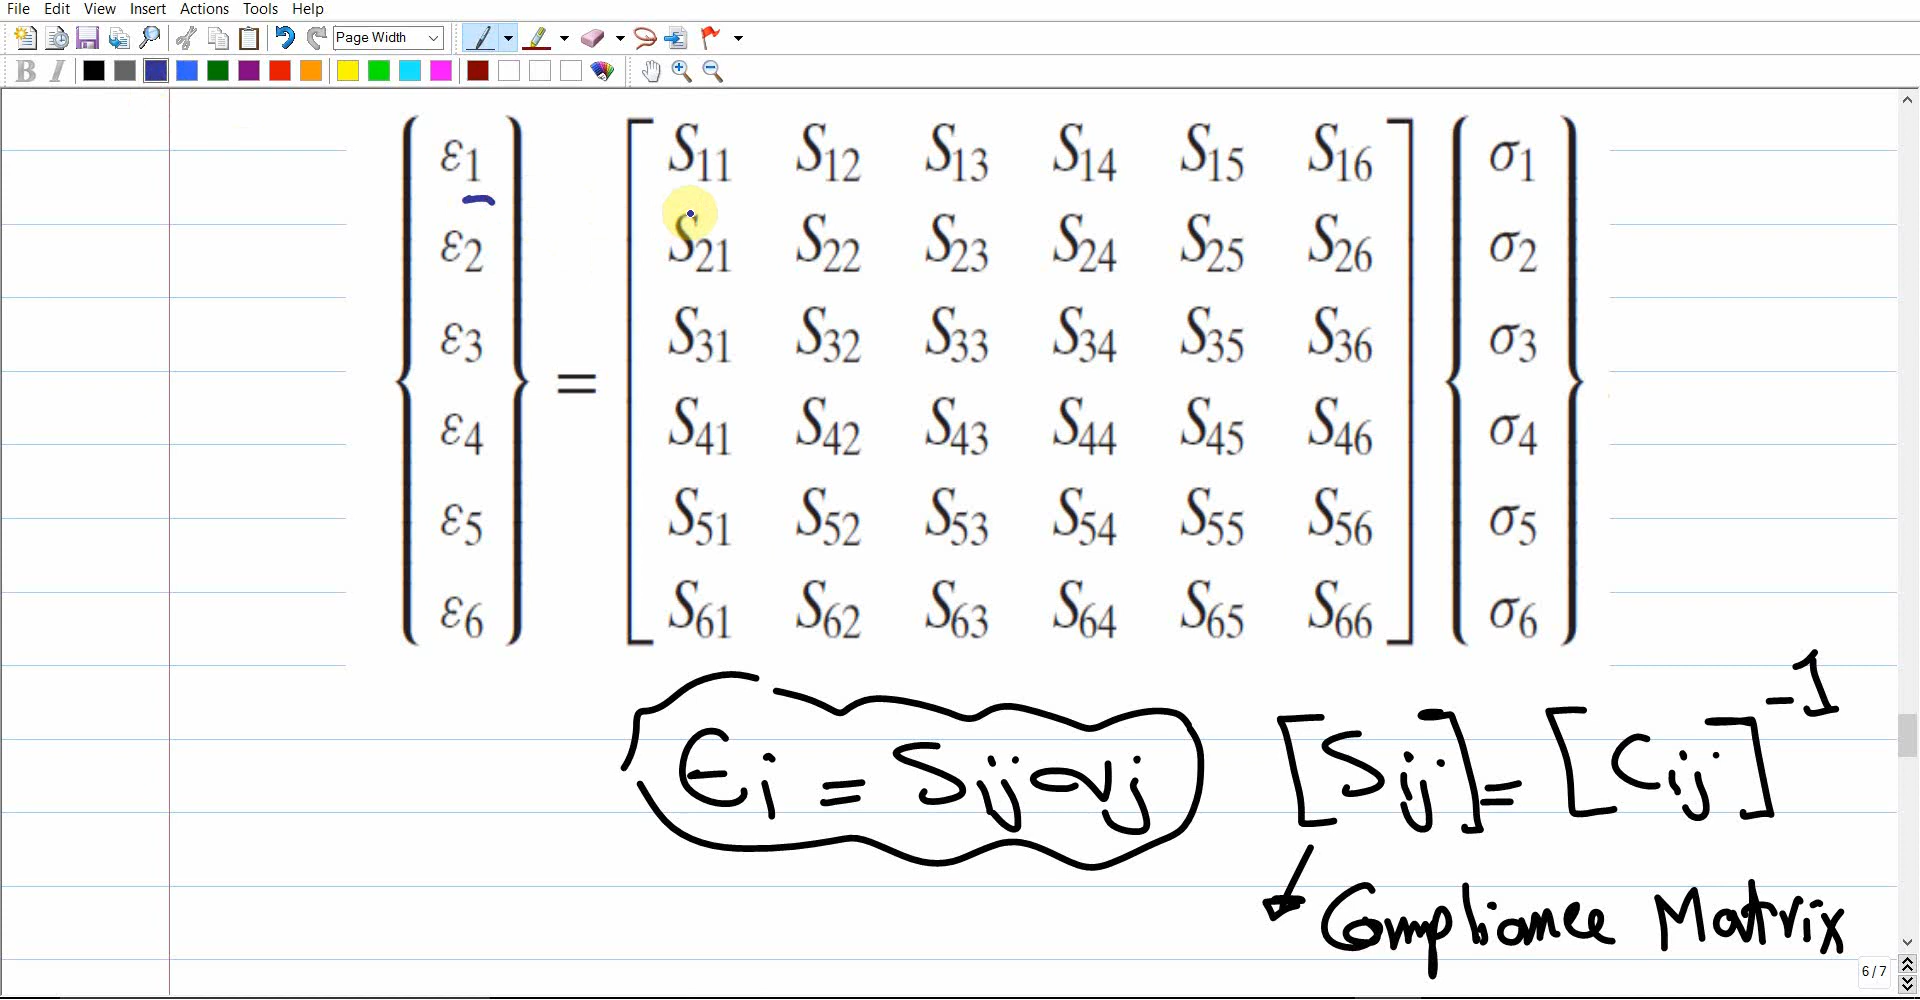 File Edit View Insert Actions Tools Help
Page Width
B I
ε1 S11 S12 S13 S14 S15 S16 σ1
ε2 S21 S22 S23 S24 S25 S26 σ2
ε3 S31 S32 S33 S34 S35 S36 σ3
=
ε4 S41 S42 S43 S44 S45 S46 σ4
ε5 S51 S52 S53 S54 S55 S56 σ5
ε6 S61 S62 S63 S64 S65 S66 σ6
ϵi = Sij σj [Sij] = [Cij]^-1
Compliance Matrix
6 / 7